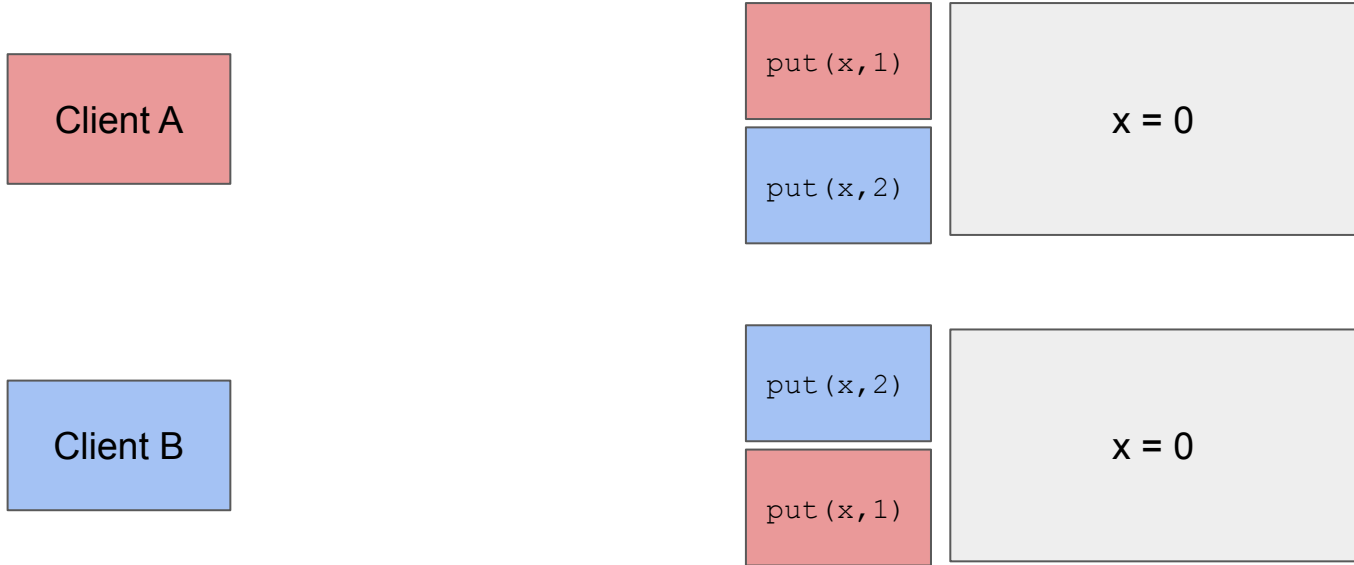 Client A
put(x,1)
put(x,2)
x = 0
Client B
put(x,2)
put(x,1)
x = 0